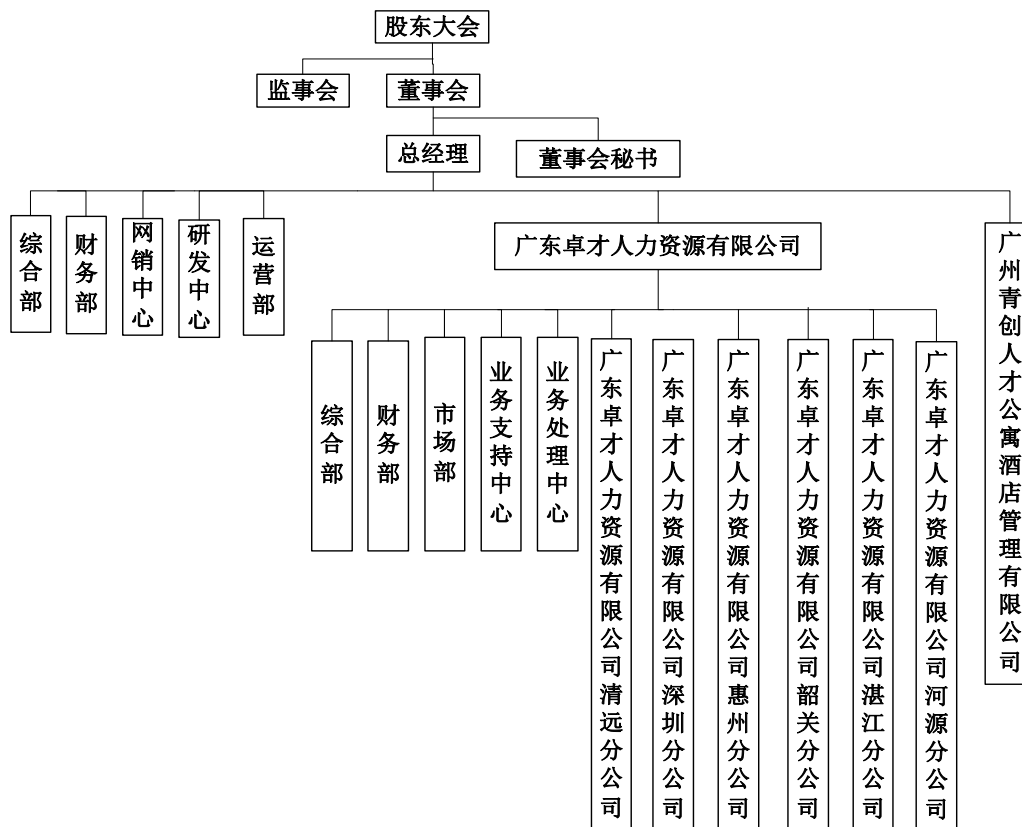 股东大会
监事会
董事会
总经理
董事会秘书
综合部
财务部
网销中心
研发中心
运营部
广东卓才人力资源有限公司
广州青创人才公寓酒店管理有限公司
综合部
财务部
市场部
业务支持中心
业务处理中心
广东卓才人力资源有限公司清远分公司
广东卓才人力资源有限公司深圳分公司
广东卓才人力资源有限公司惠州分公司
广东卓才人力资源有限公司韶关分公司
广东卓才人力资源有限公司湛江分公司
广东卓才人力资源有限公司河源分公司